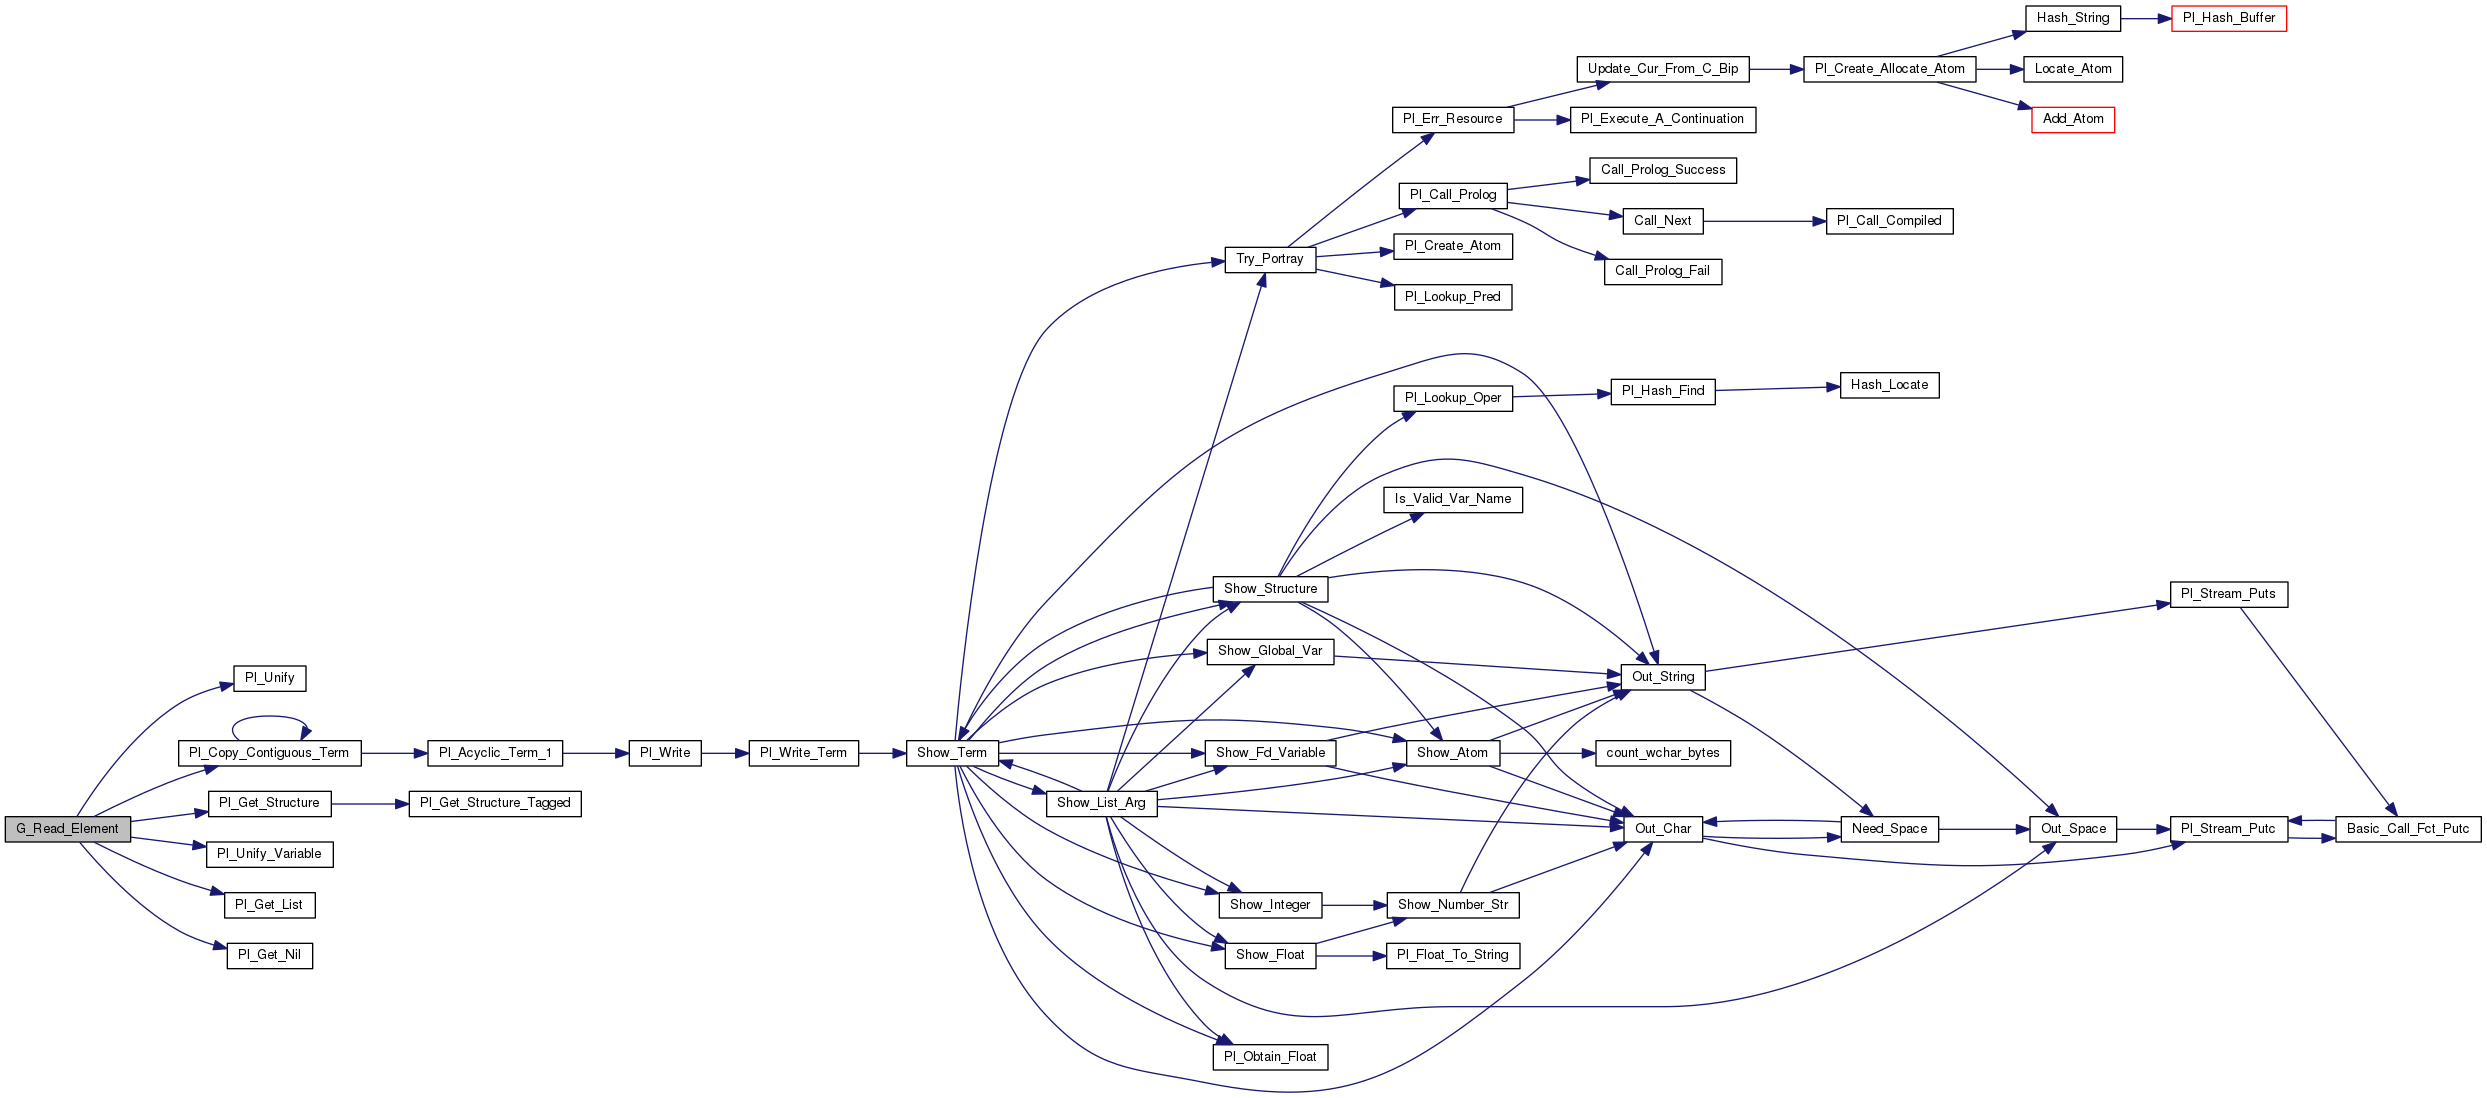 Hash_String
Pl_Hash_Buffer
Update_Cur_From_C_Bip
Pl_Create_Allocate_Atom
Locate_Atom
Pl_Err_Resource
Pl_Execute_A_Continuation
Add_Atom
Call_Prolog_Success
Pl_Call_Prolog
Call_Next
Pl_Call_Compiled
Pl_Create_Atom
Try_Portray
Call_Prolog_Fail
Pl_Lookup_Pred
Pl_Lookup_Oper
Pl_Hash_Find
Hash_Locate
Is_Valid_Var_Name
Show_Structure
Pl_Stream_Puts
Show_Global_Var
Pl_Unify
Out_String
Pl_Copy_Contiguous_Term
Pl_Acyclic_Term_1
Pl_Write
Pl_Write_Term
Show_Term
Show_Fd_Variable
Show_Atom
count_wchar_bytes
Pl_Get_Structure
Pl_Get_Structure_Tagged
Show_List_Arg
G_Read_Element
Out_Char
Need_Space
Out_Space
Pl_Stream_Putc
Basic_Call_Fct_Putc
Pl_Unify_Variable
Pl_Get_List
Show_Integer
Show_Number_Str
Pl_Get_Nil
Show_Float
Pl_Float_To_String
Pl_Obtain_Float